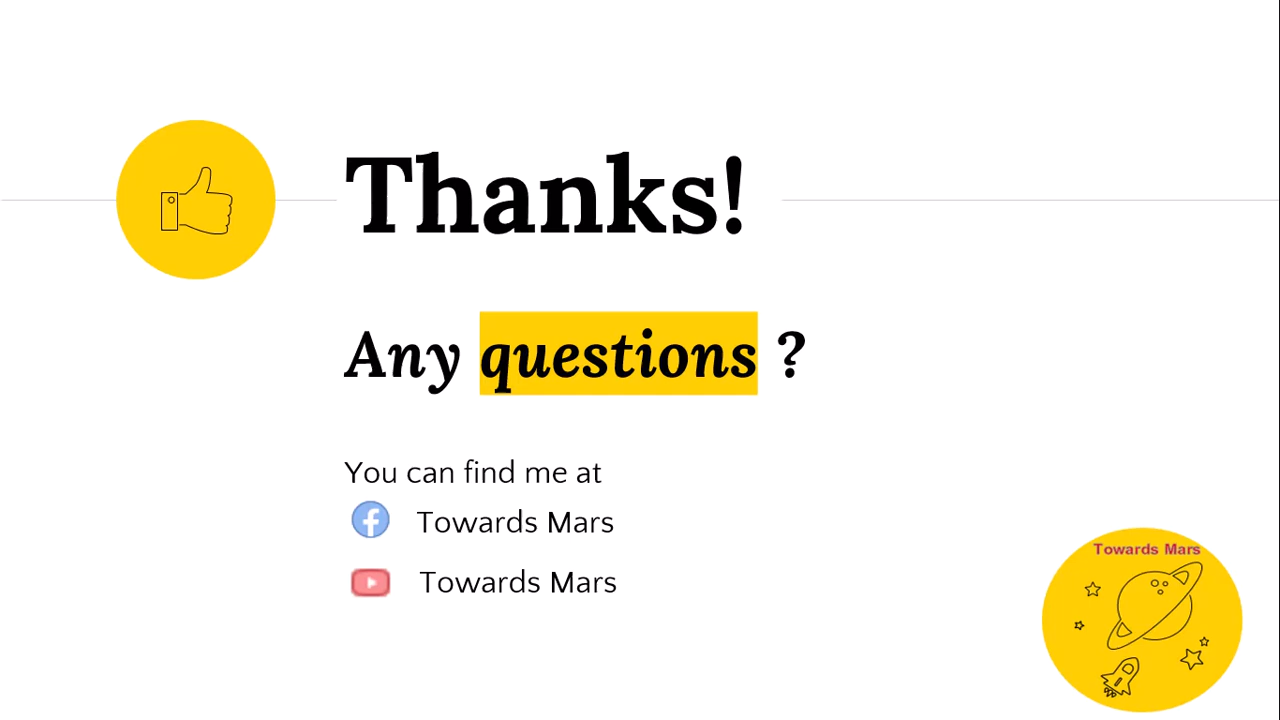 Thanks!
Any questions ?
You can find me at
Towards Mars
Towards Mars
Towards Mars